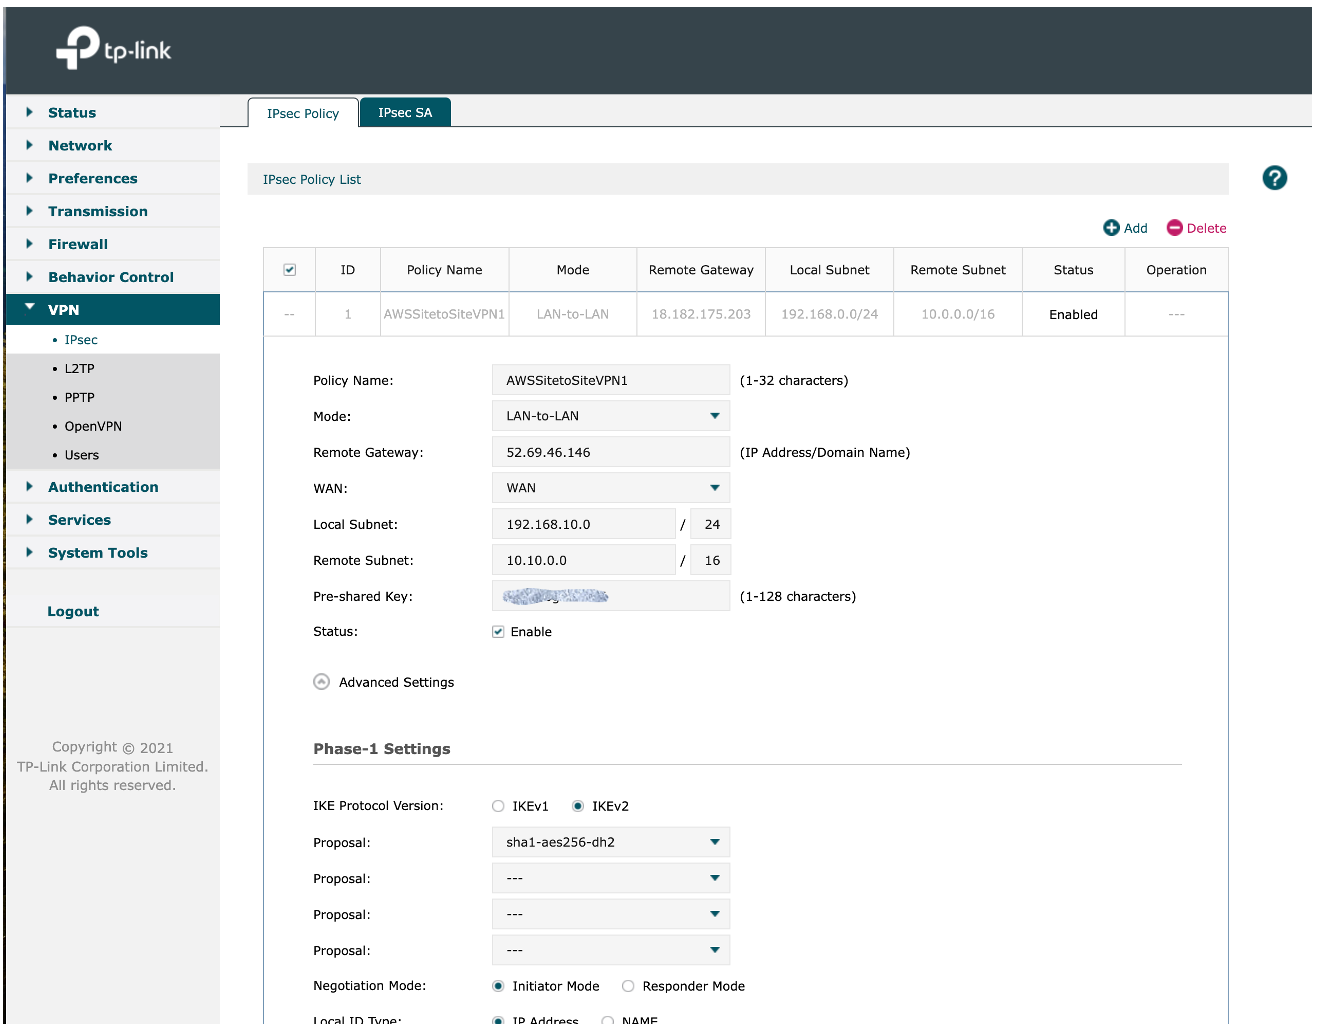 tp-link
Status
Network
Preferences
Transmission
Firewall
Behavior Control
VPN
IPsec
L2TP
PPTP
OpenVPN
Users
Authentication
Services
System Tools
Logout
Copyright © 2021
TP-Link Corporation Limited.
All rights reserved.
IPsec Policy IPsec SA
IPsec Policy List
?
Add Delete
ID Policy Name Mode Remote Gateway Local Subnet Remote Subnet Status Operation
-- 1 AWSSitetoSiteVPN1 LAN-to-LAN 18.182.175.203 192.168.0.0/24 10.0.0.0/16 Enabled ---
Policy Name: AWSSitetoSiteVPN1 (1-32 characters)
Mode: LAN-to-LAN
Remote Gateway: 52.69.46.146 (IP Address/Domain Name)
WAN: WAN
Local Subnet: 192.168.10.0 / 24
Remote Subnet: 10.10.0.0 / 16
Pre-shared Key: (1-128 characters)
Status: Enable
Advanced Settings
Phase-1 Settings
IKE Protocol Version: IKEv1 IKEv2
Proposal: sha1-aes256-dh2
Proposal: ---
Proposal: ---
Proposal: ---
Negotiation Mode: Initiator Mode Responder Mode
Local ID Type: IP Address NAME